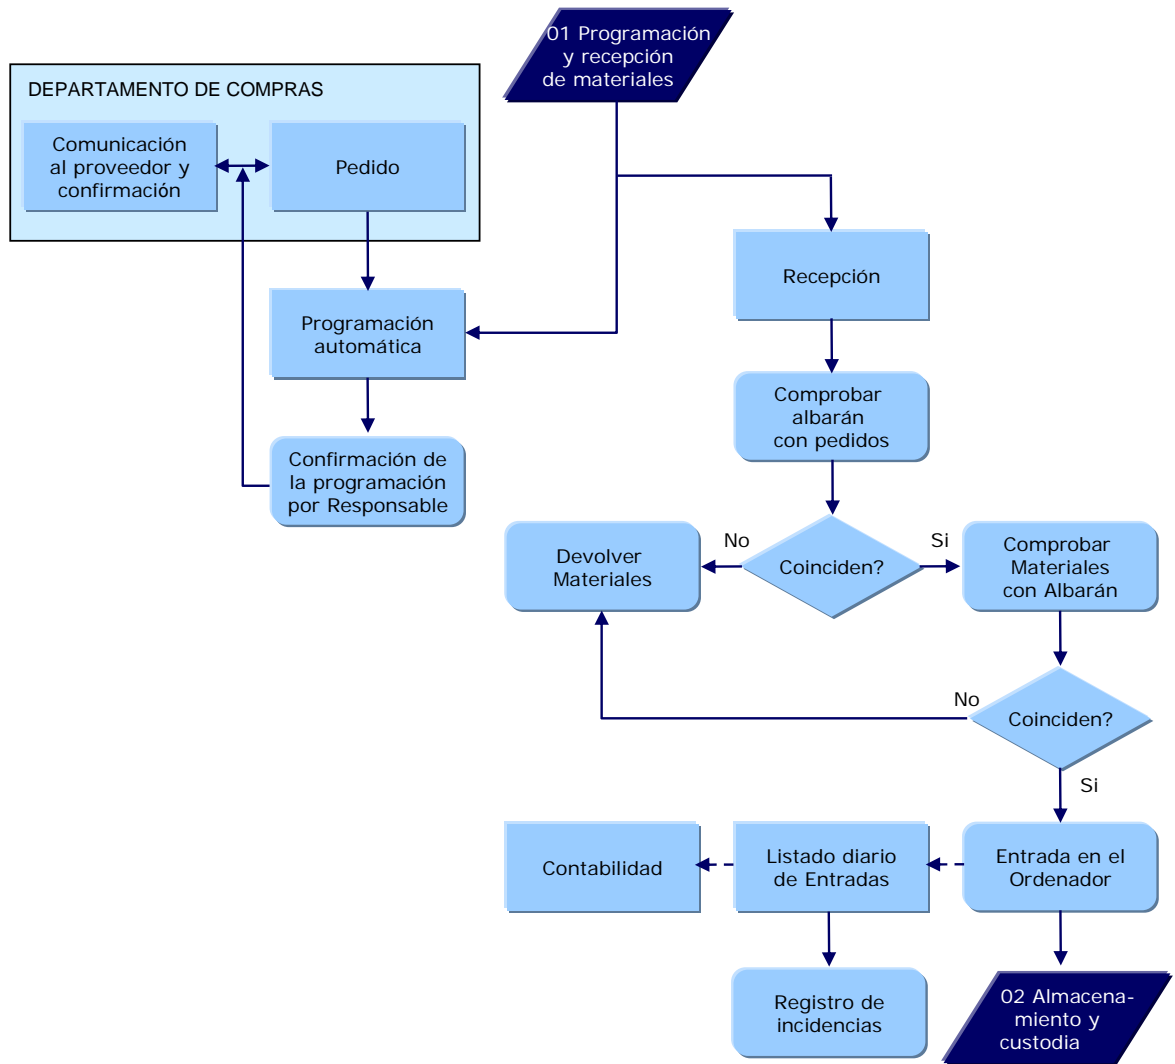 01 Programación
y recepción
de materiales
DEPARTAMENTO DE COMPRAS
Comunicación
al proveedor y
confirmación
Pedido
Recepción
Programación
automática
Comprobar
albarán
con pedidos
Confirmación de
la programación
por Responsable
No
Si
Devolver
Materiales
Coinciden?
Comprobar
Materiales
con Albarán
No
Coinciden?
Si
Contabilidad
Listado diario
de Entradas
Entrada en el
Ordenador
Registro de
incidencias
02 Almacena-
miento y
custodia